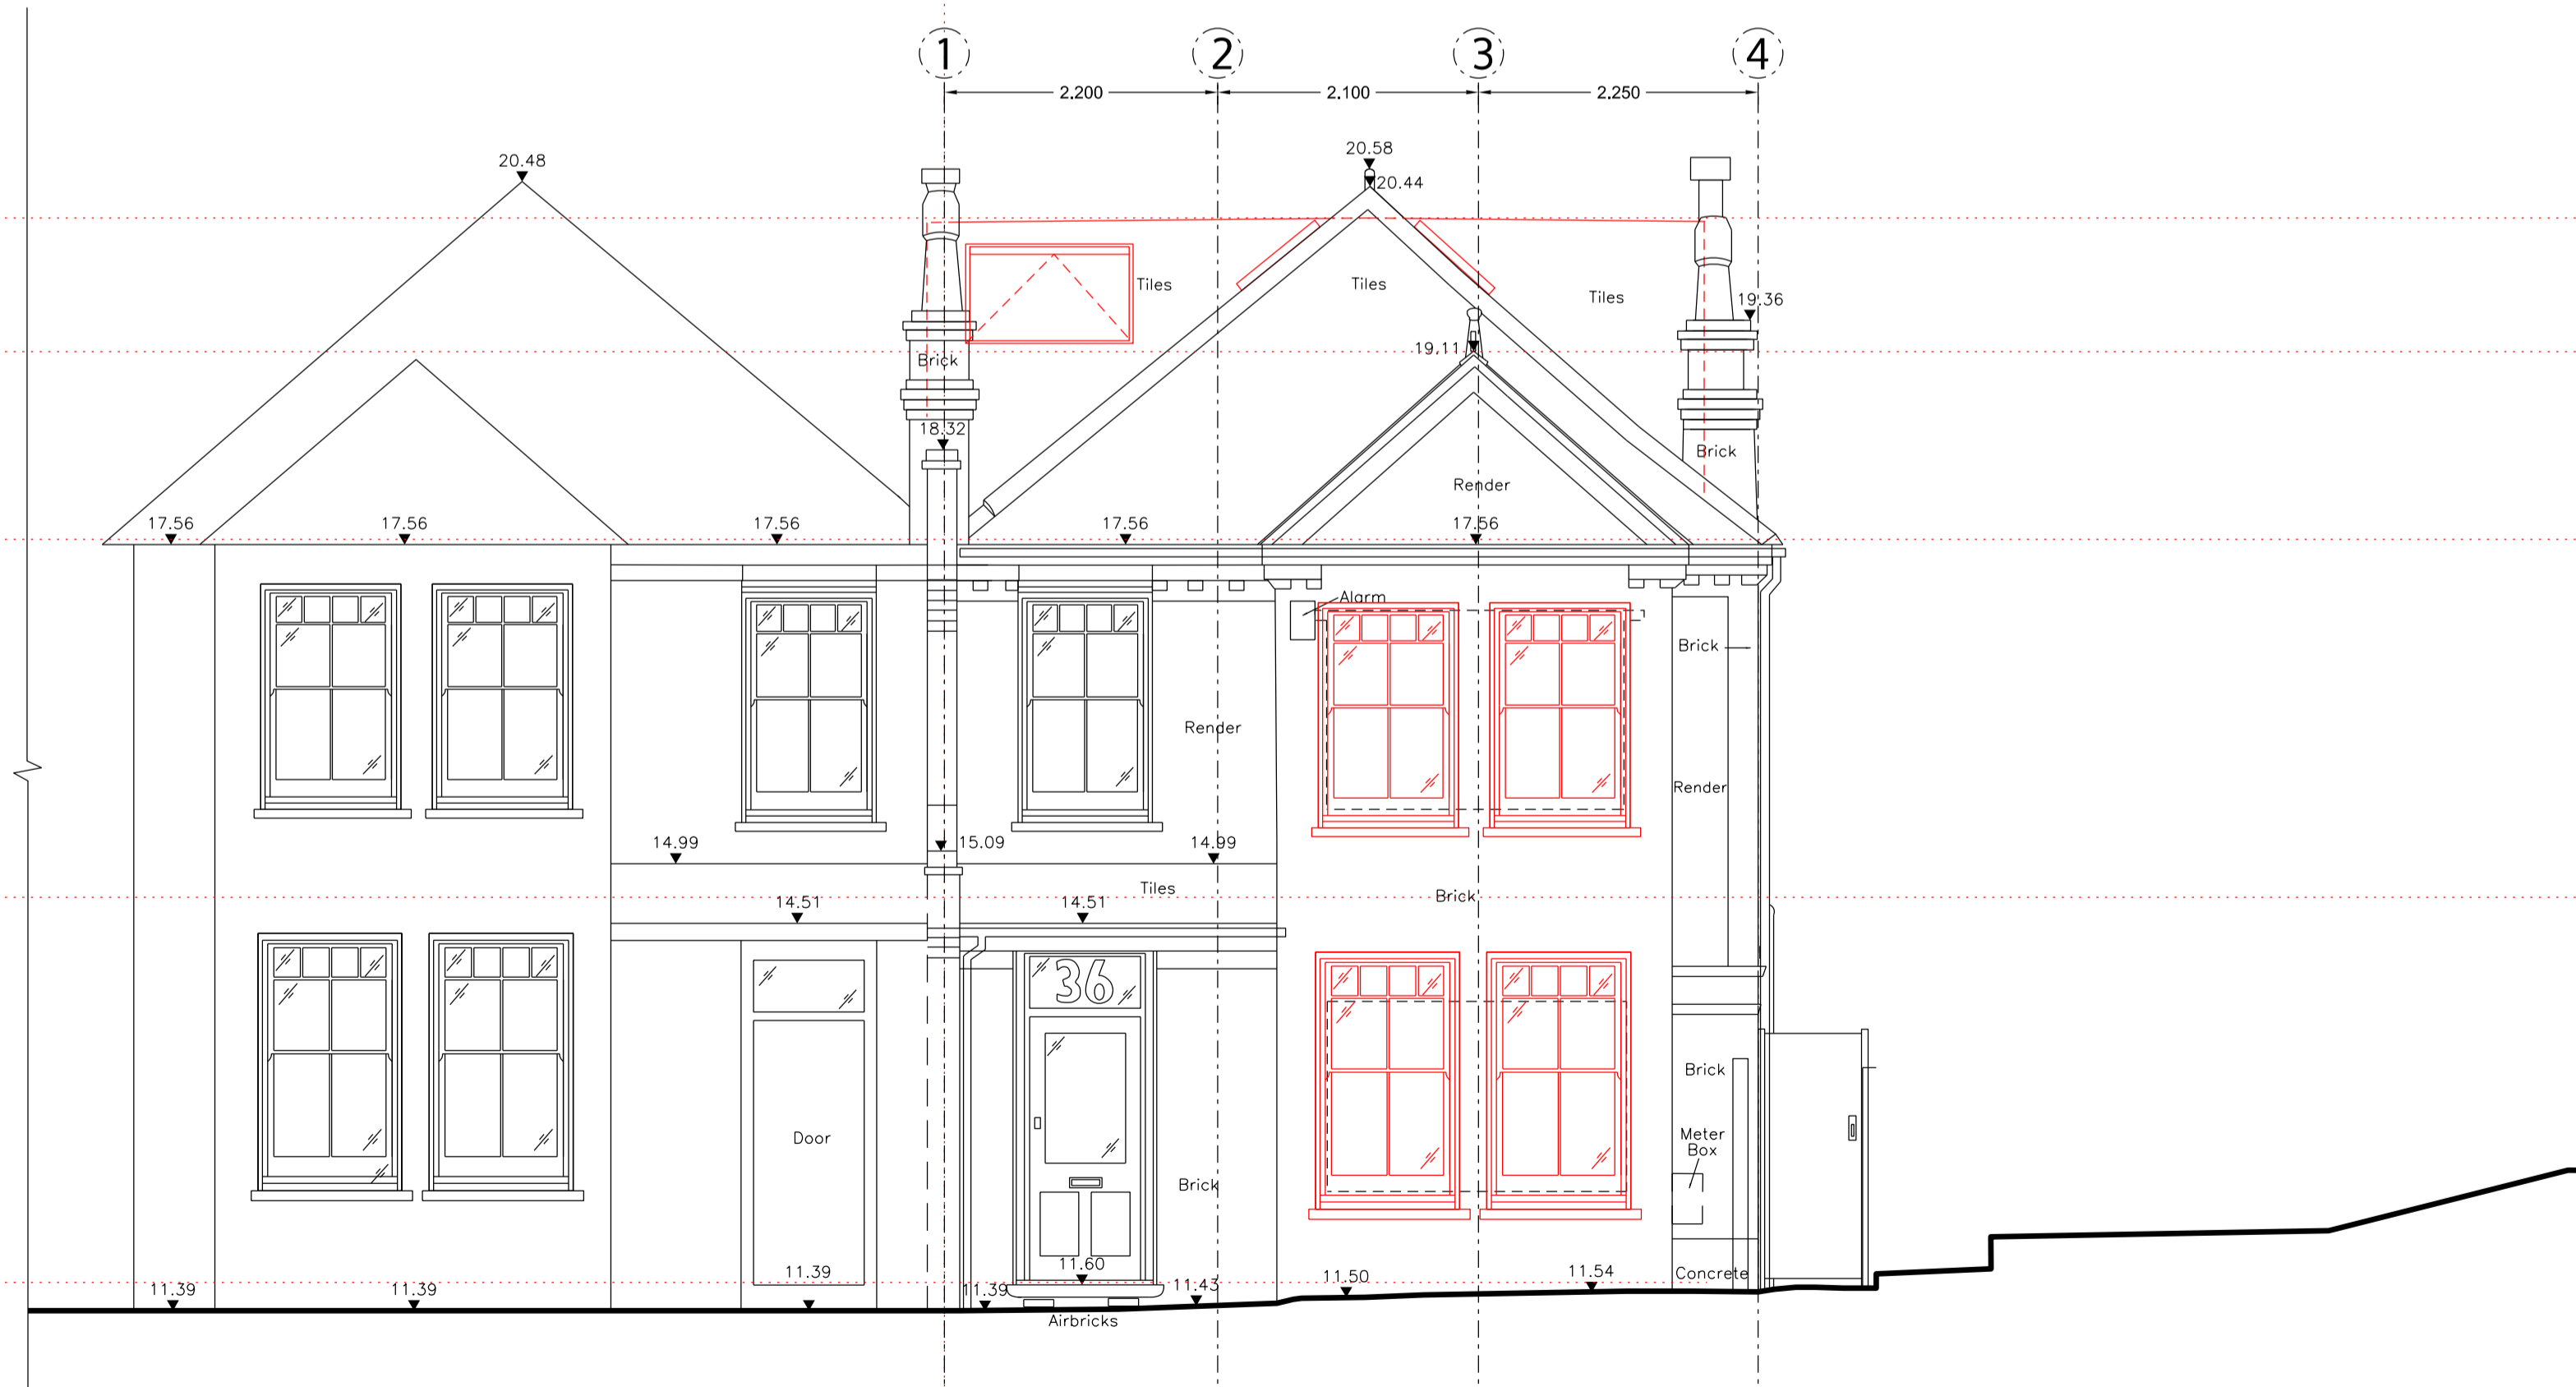 1 2 3 4
2.200 2.100 2.250
20.48
20.58
20.44
Tiles
Tiles
Tiles
19.36
19.11
Brick
18.32
Brick
Render
17.56
17.56
17.56
17.56
17.56
Alarm
Brick
Render
Render
14.99
15.09
14.99
Tiles
Brick
14.51
14.51
36
Brick
Door
Meter
Box
Brick
11.39
11.39
11.39
11.60
11.39
11.43
11.50
11.54
Concrete
Airbricks